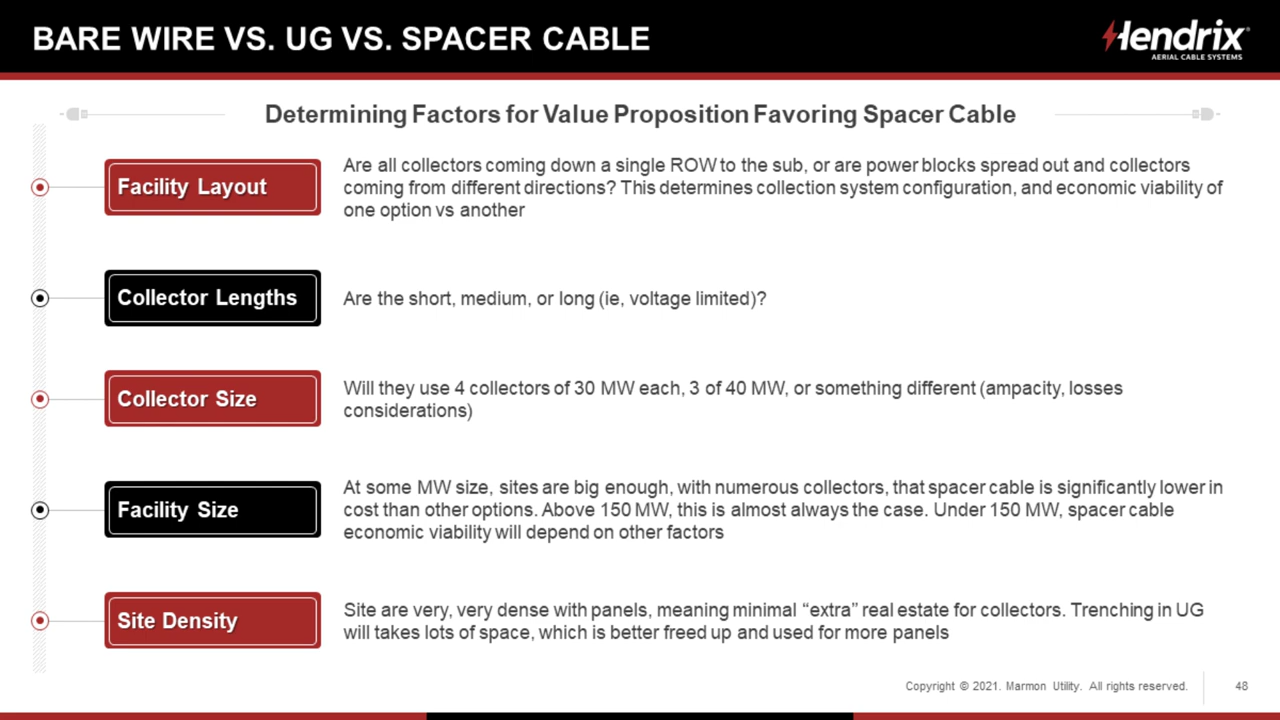 BARE WIRE VS. UG VS. SPACER CABLE
Hendrix®
AERIAL CABLE SYSTEMS
Determining Factors for Value Proposition Favoring Spacer Cable
Facility Layout
Are all collectors coming down a single ROW to the sub, or are power blocks spread out and collectors
coming from different directions? This determines collection system configuration, and economic viability of
one option vs another
Collector Lengths
Are the short, medium, or long (ie, voltage limited)?
Collector Size
Will they use 4 collectors of 30 MW each, 3 of 40 MW, or something different (ampacity, losses
considerations)
Facility Size
At some MW size, sites are big enough, with numerous collectors, that spacer cable is significantly lower in
cost than other options. Above 150 MW, this is almost always the case. Under 150 MW, spacer cable
economic viability will depend on other factors
Site Density
Site are very, very dense with panels, meaning minimal “extra” real estate for collectors. Trenching in UG
will takes lots of space, which is better freed up and used for more panels
Copyright © 2021. Marmon Utility. All rights reserved.
48